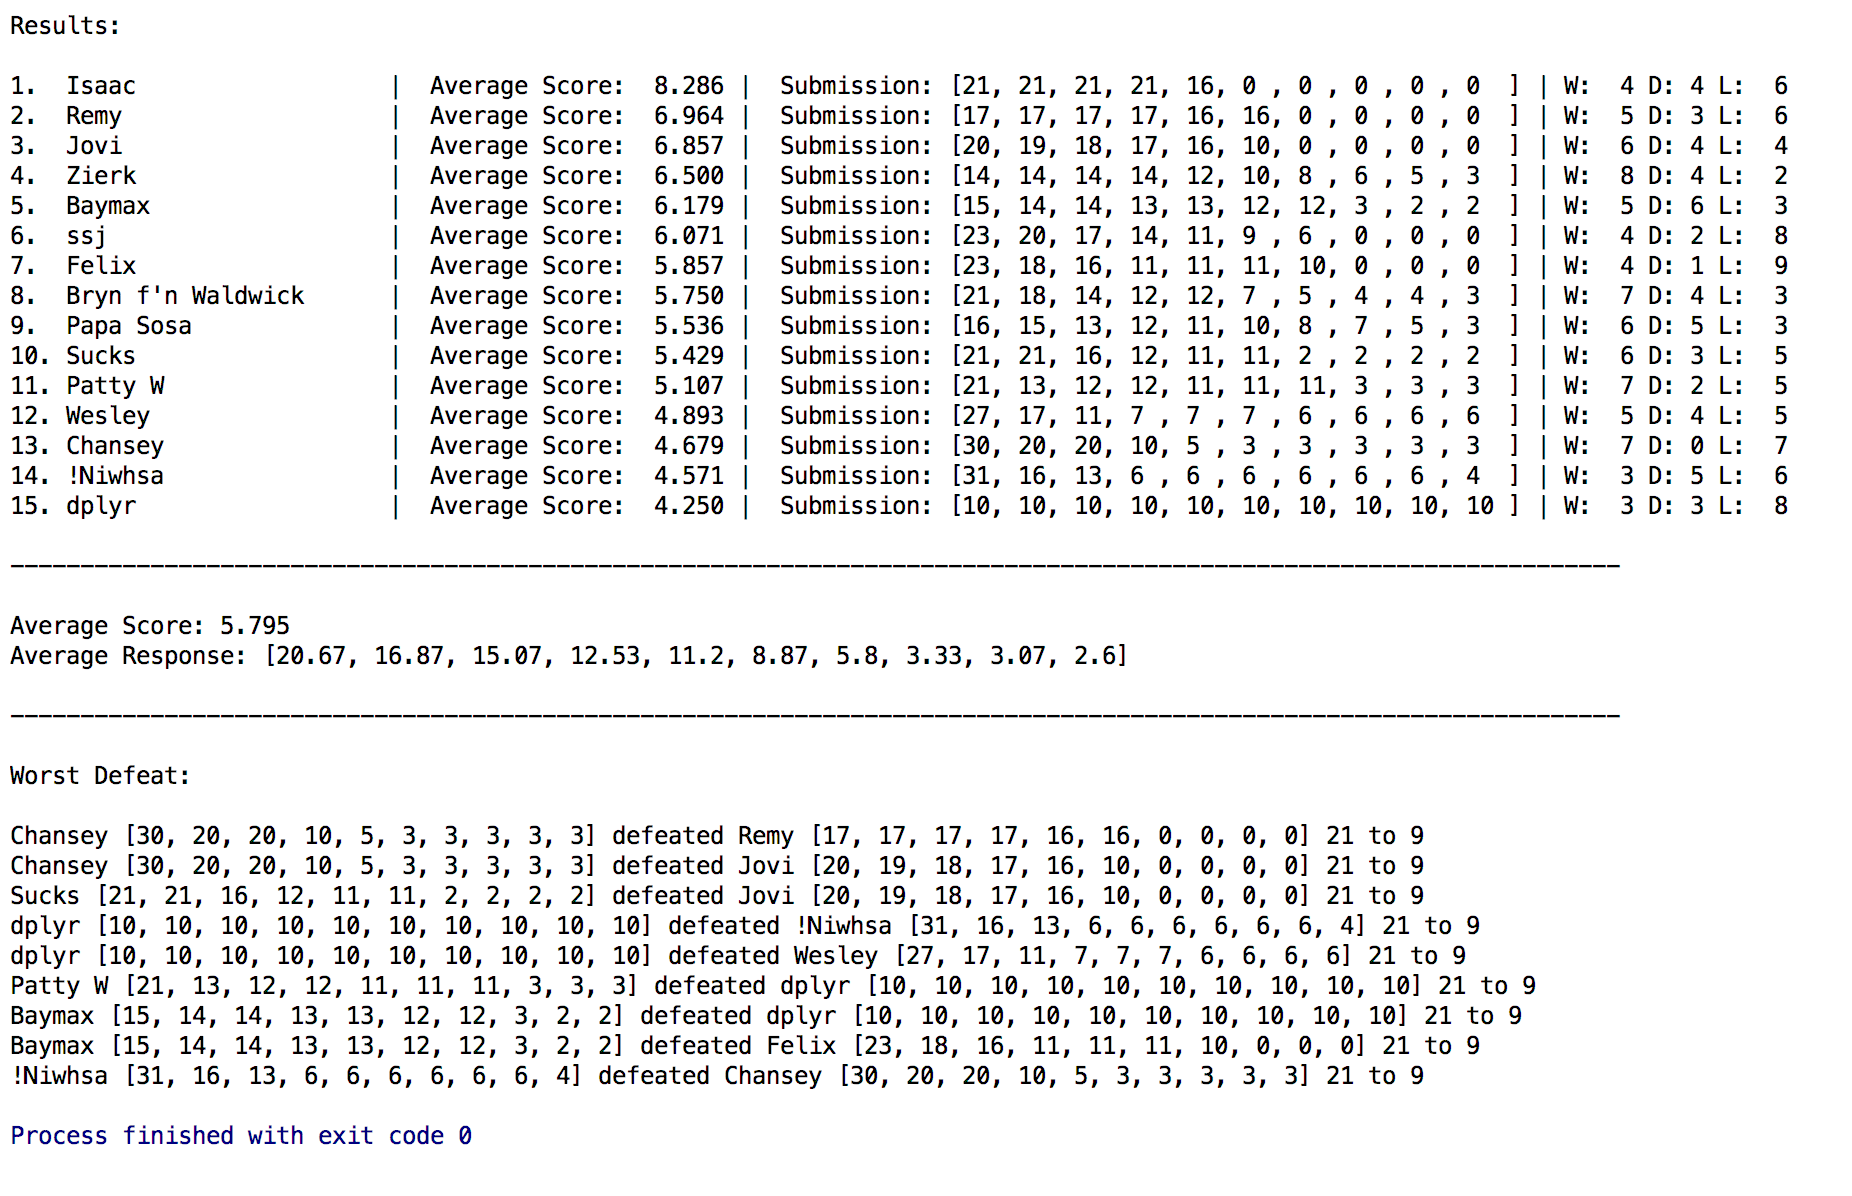 Results:
1.  Isaac                  |  Average Score:  8.286 |  Submission: [21, 21, 21, 21, 16, 0 , 0 , 0 , 0 , 0  ] | W:  4 D: 4 L:  6
2.  Remy                   |  Average Score:  6.964 |  Submission: [17, 17, 17, 17, 16, 16, 0 , 0 , 0 , 0  ] | W:  5 D: 3 L:  6
3.  Jovi                   |  Average Score:  6.857 |  Submission: [20, 19, 18, 17, 16, 10, 0 , 0 , 0 , 0  ] | W:  6 D: 4 L:  4
4.  Zierk                  |  Average Score:  6.500 |  Submission: [14, 14, 14, 14, 12, 10, 8 , 6 , 5 , 3  ] | W:  8 D: 4 L:  2
5.  Baymax                 |  Average Score:  6.179 |  Submission: [15, 14, 14, 13, 13, 12, 12, 3 , 2 , 2  ] | W:  5 D: 6 L:  3
6.  ssj                    |  Average Score:  6.071 |  Submission: [23, 20, 17, 14, 11, 9 , 6 , 0 , 0 , 0  ] | W:  4 D: 2 L:  8
7.  Felix                  |  Average Score:  5.857 |  Submission: [23, 18, 16, 11, 11, 11, 10, 0 , 0 , 0  ] | W:  4 D: 1 L:  9
8.  Bryn f'n Waldwick      |  Average Score:  5.750 |  Submission: [21, 18, 14, 12, 12, 7 , 5 , 4 , 4 , 3  ] | W:  7 D: 4 L:  3
9.  Papa Sosa              |  Average Score:  5.536 |  Submission: [16, 15, 13, 12, 11, 10, 8 , 7 , 5 , 3  ] | W:  6 D: 5 L:  3
10. Sucks                  |  Average Score:  5.429 |  Submission: [21, 21, 16, 12, 11, 11, 2 , 2 , 2 , 2  ] | W:  6 D: 3 L:  5
11. Patty W                |  Average Score:  5.107 |  Submission: [21, 13, 12, 12, 11, 11, 11, 3 , 3 , 3  ] | W:  7 D: 2 L:  5
12. Wesley                 |  Average Score:  4.893 |  Submission: [27, 17, 11, 7 , 7 , 7 , 6 , 6 , 6 , 6  ] | W:  5 D: 4 L:  5
13. Chansey                |  Average Score:  4.679 |  Submission: [30, 20, 20, 10, 5 , 3 , 3 , 3 , 3 , 3  ] | W:  7 D: 0 L:  7
14. !Niwhsa                |  Average Score:  4.571 |  Submission: [31, 16, 13, 6 , 6 , 6 , 6 , 6 , 6 , 4  ] | W:  3 D: 5 L:  6
15. dplyr                  |  Average Score:  4.250 |  Submission: [10, 10, 10, 10, 10, 10, 10, 10, 10, 10 ] | W:  3 D: 3 L:  8
Average Score: 5.795
Average Response: [20.67, 16.87, 15.07, 12.53, 11.2, 8.87, 5.8, 3.33, 3.07, 2.6]
Worst Defeat:
Chansey [30, 20, 20, 10, 5, 3, 3, 3, 3, 3] defeated Remy [17, 17, 17, 17, 16, 16, 0, 0, 0, 0] 21 to 9
Chansey [30, 20, 20, 10, 5, 3, 3, 3, 3, 3] defeated Jovi [20, 19, 18, 17, 16, 10, 0, 0, 0, 0] 21 to 9
Sucks [21, 21, 16, 12, 11, 11, 2, 2, 2, 2] defeated Jovi [20, 19, 18, 17, 16, 10, 0, 0, 0, 0] 21 to 9
dplyr [10, 10, 10, 10, 10, 10, 10, 10, 10, 10] defeated !Niwhsa [31, 16, 13, 6, 6, 6, 6, 6, 6, 4] 21 to 9
dplyr [10, 10, 10, 10, 10, 10, 10, 10, 10, 10] defeated Wesley [27, 17, 11, 7, 7, 7, 6, 6, 6, 6] 21 to 9
Patty W [21, 13, 12, 12, 11, 11, 11, 3, 3, 3] defeated dplyr [10, 10, 10, 10, 10, 10, 10, 10, 10, 10] 21 to 9
Baymax [15, 14, 14, 13, 13, 12, 12, 3, 2, 2] defeated dplyr [10, 10, 10, 10, 10, 10, 10, 10, 10, 10] 21 to 9
Baymax [15, 14, 14, 13, 13, 12, 12, 3, 2, 2] defeated Felix [23, 18, 16, 11, 11, 11, 10, 0, 0, 0] 21 to 9
!Niwhsa [31, 16, 13, 6, 6, 6, 6, 6, 6, 4] defeated Chansey [30, 20, 20, 10, 5, 3, 3, 3, 3, 3] 21 to 9
Process finished with exit code 0